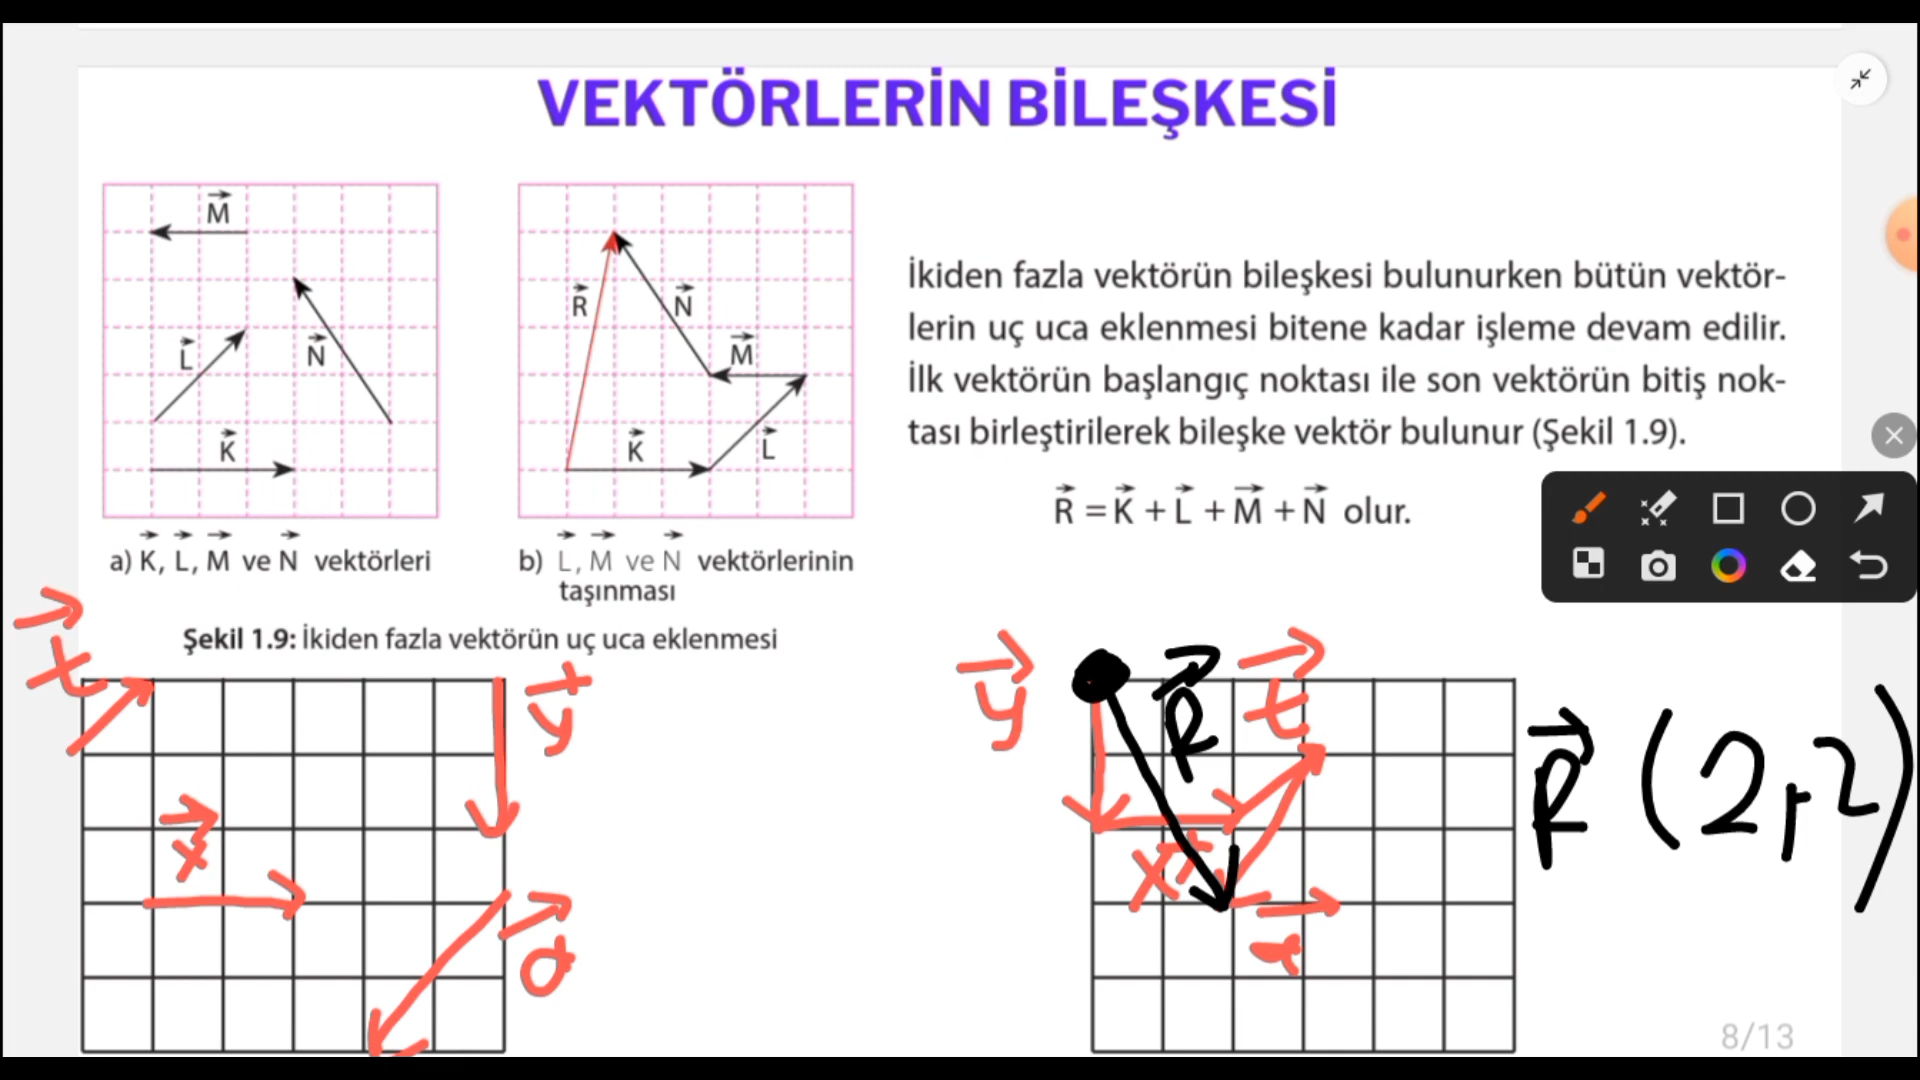 VEKTÖRLERİN BİLEŞKESİ
M
L
N
K
R
N
M
K
L
a) K, L, M ve N vektörleri
b) L, M ve N vektörlerinin
taşınması
Şekil 1.9: İkiden fazla vektörün uç uca eklenmesi
İkiden fazla vektörün bileşkesi bulunurken bütün vektör-
lerin uç uca eklenmesi bitene kadar işleme devam edilir.
İlk vektörün başlangıç noktası ile son vektörün bitiş nok-
tası birleştirilerek bileşke vektör bulunur (Şekil 1.9).
R = K + L + M + N olur.
t
y
x
a
y
R
t
x
a
R (2,2)
8/13